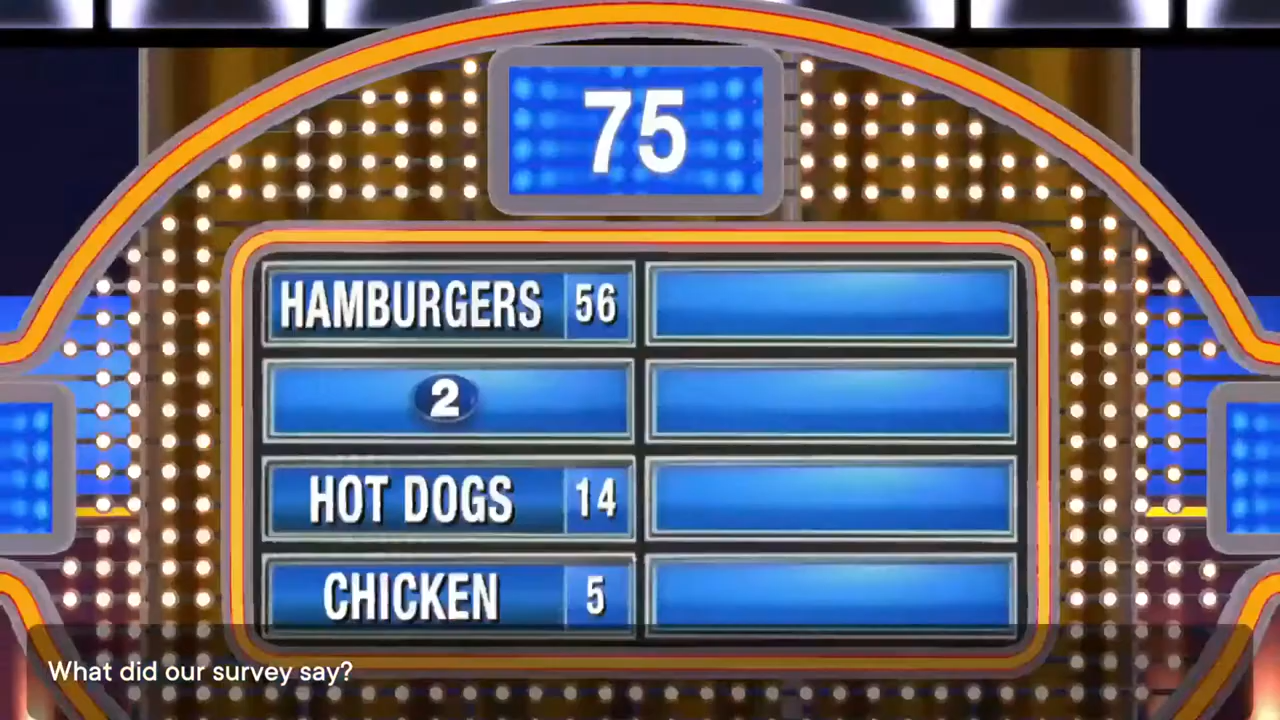 75
HAMBURGERS 56
2
HOT DOGS 14
CHICKEN 5
What did our survey say?